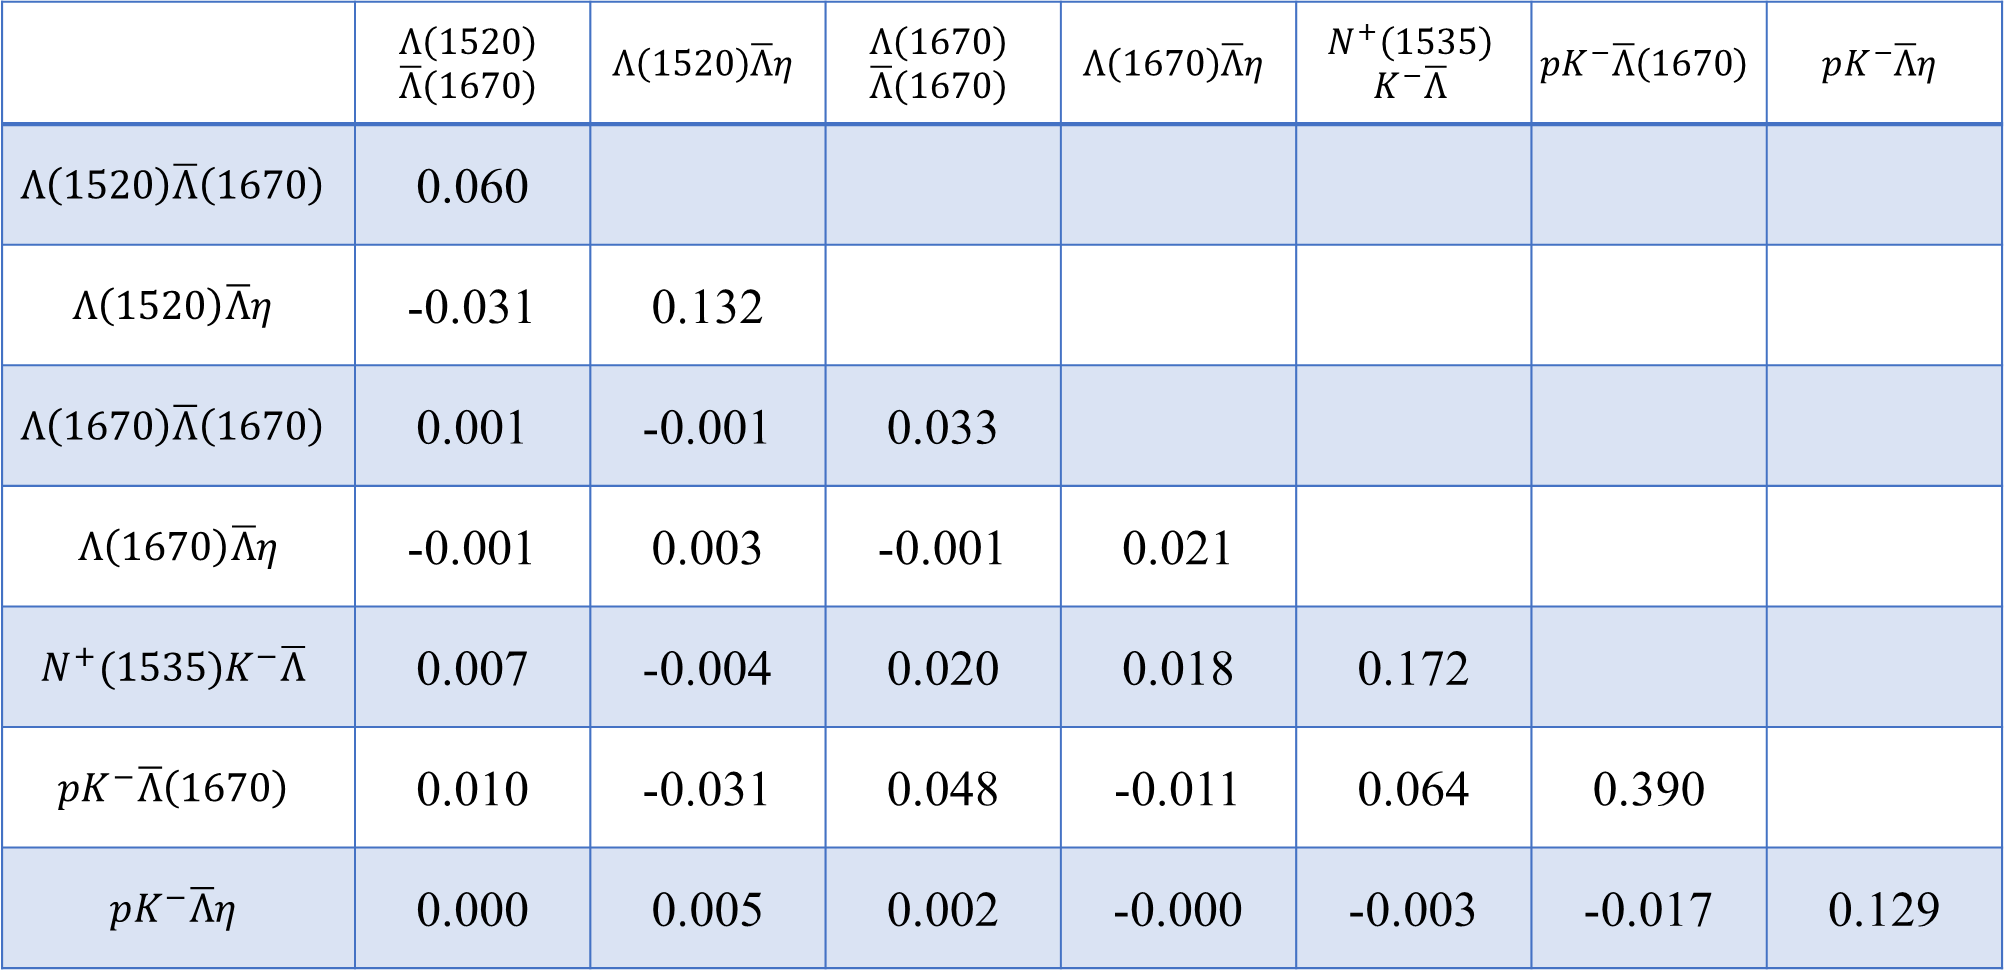 Λ(1520) Λ̅(1670) Λ(1520)Λ̅η Λ(1670) Λ̅(1670) Λ(1670)Λ̅η N⁺(1535) K⁻Λ̅ pK⁻Λ̅(1670) pK⁻Λ̅η
Λ(1520)Λ̅(1670) 0.060
Λ(1520)Λ̅η -0.031 0.132
Λ(1670)Λ̅(1670) 0.001 -0.001 0.033
Λ(1670)Λ̅η -0.001 0.003 -0.001 0.021
N⁺(1535)K⁻Λ̅ 0.007 -0.004 0.020 0.018 0.172
pK⁻Λ̅(1670) 0.010 -0.031 0.048 -0.011 0.064 0.390
pK⁻Λ̅η 0.000 0.005 0.002 -0.000 -0.003 -0.017 0.129